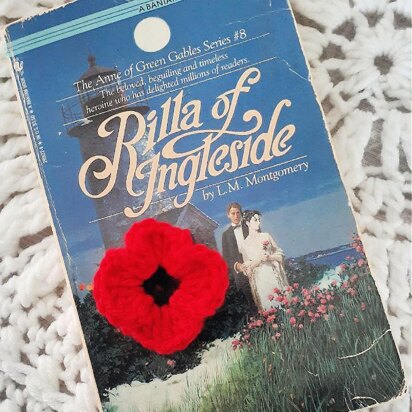 A BANTAM
The Anne of Green Gables Series #8
The beloved, beguiling and timeless
heroine who has delighted millions of readers.
Rilla of
Ingleside
by L.M. Montgomery